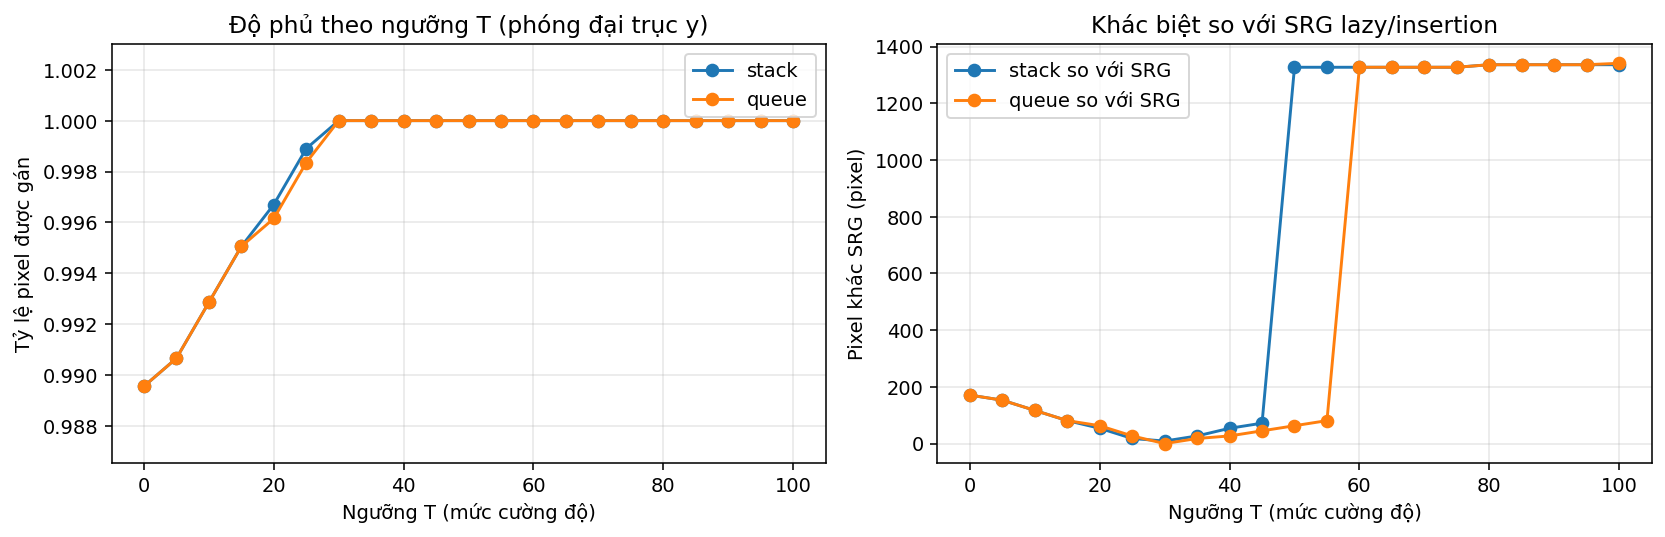 Độ phủ theo ngưỡng T (phóng đại trục y)
1.002
1.000
0.998
0.996
0.994
0.992
0.990
0.988
Tỷ lệ pixel được gán
stack
queue
0 20 40 60 80 100
Ngưỡng T (mức cường độ)
Khác biệt so với SRG lazy/insertion
1400
1200
1000
800
600
400
200
0
Pixel khác SRG (pixel)
stack so với SRG
queue so với SRG
0 20 40 60 80 100
Ngưỡng T (mức cường độ)